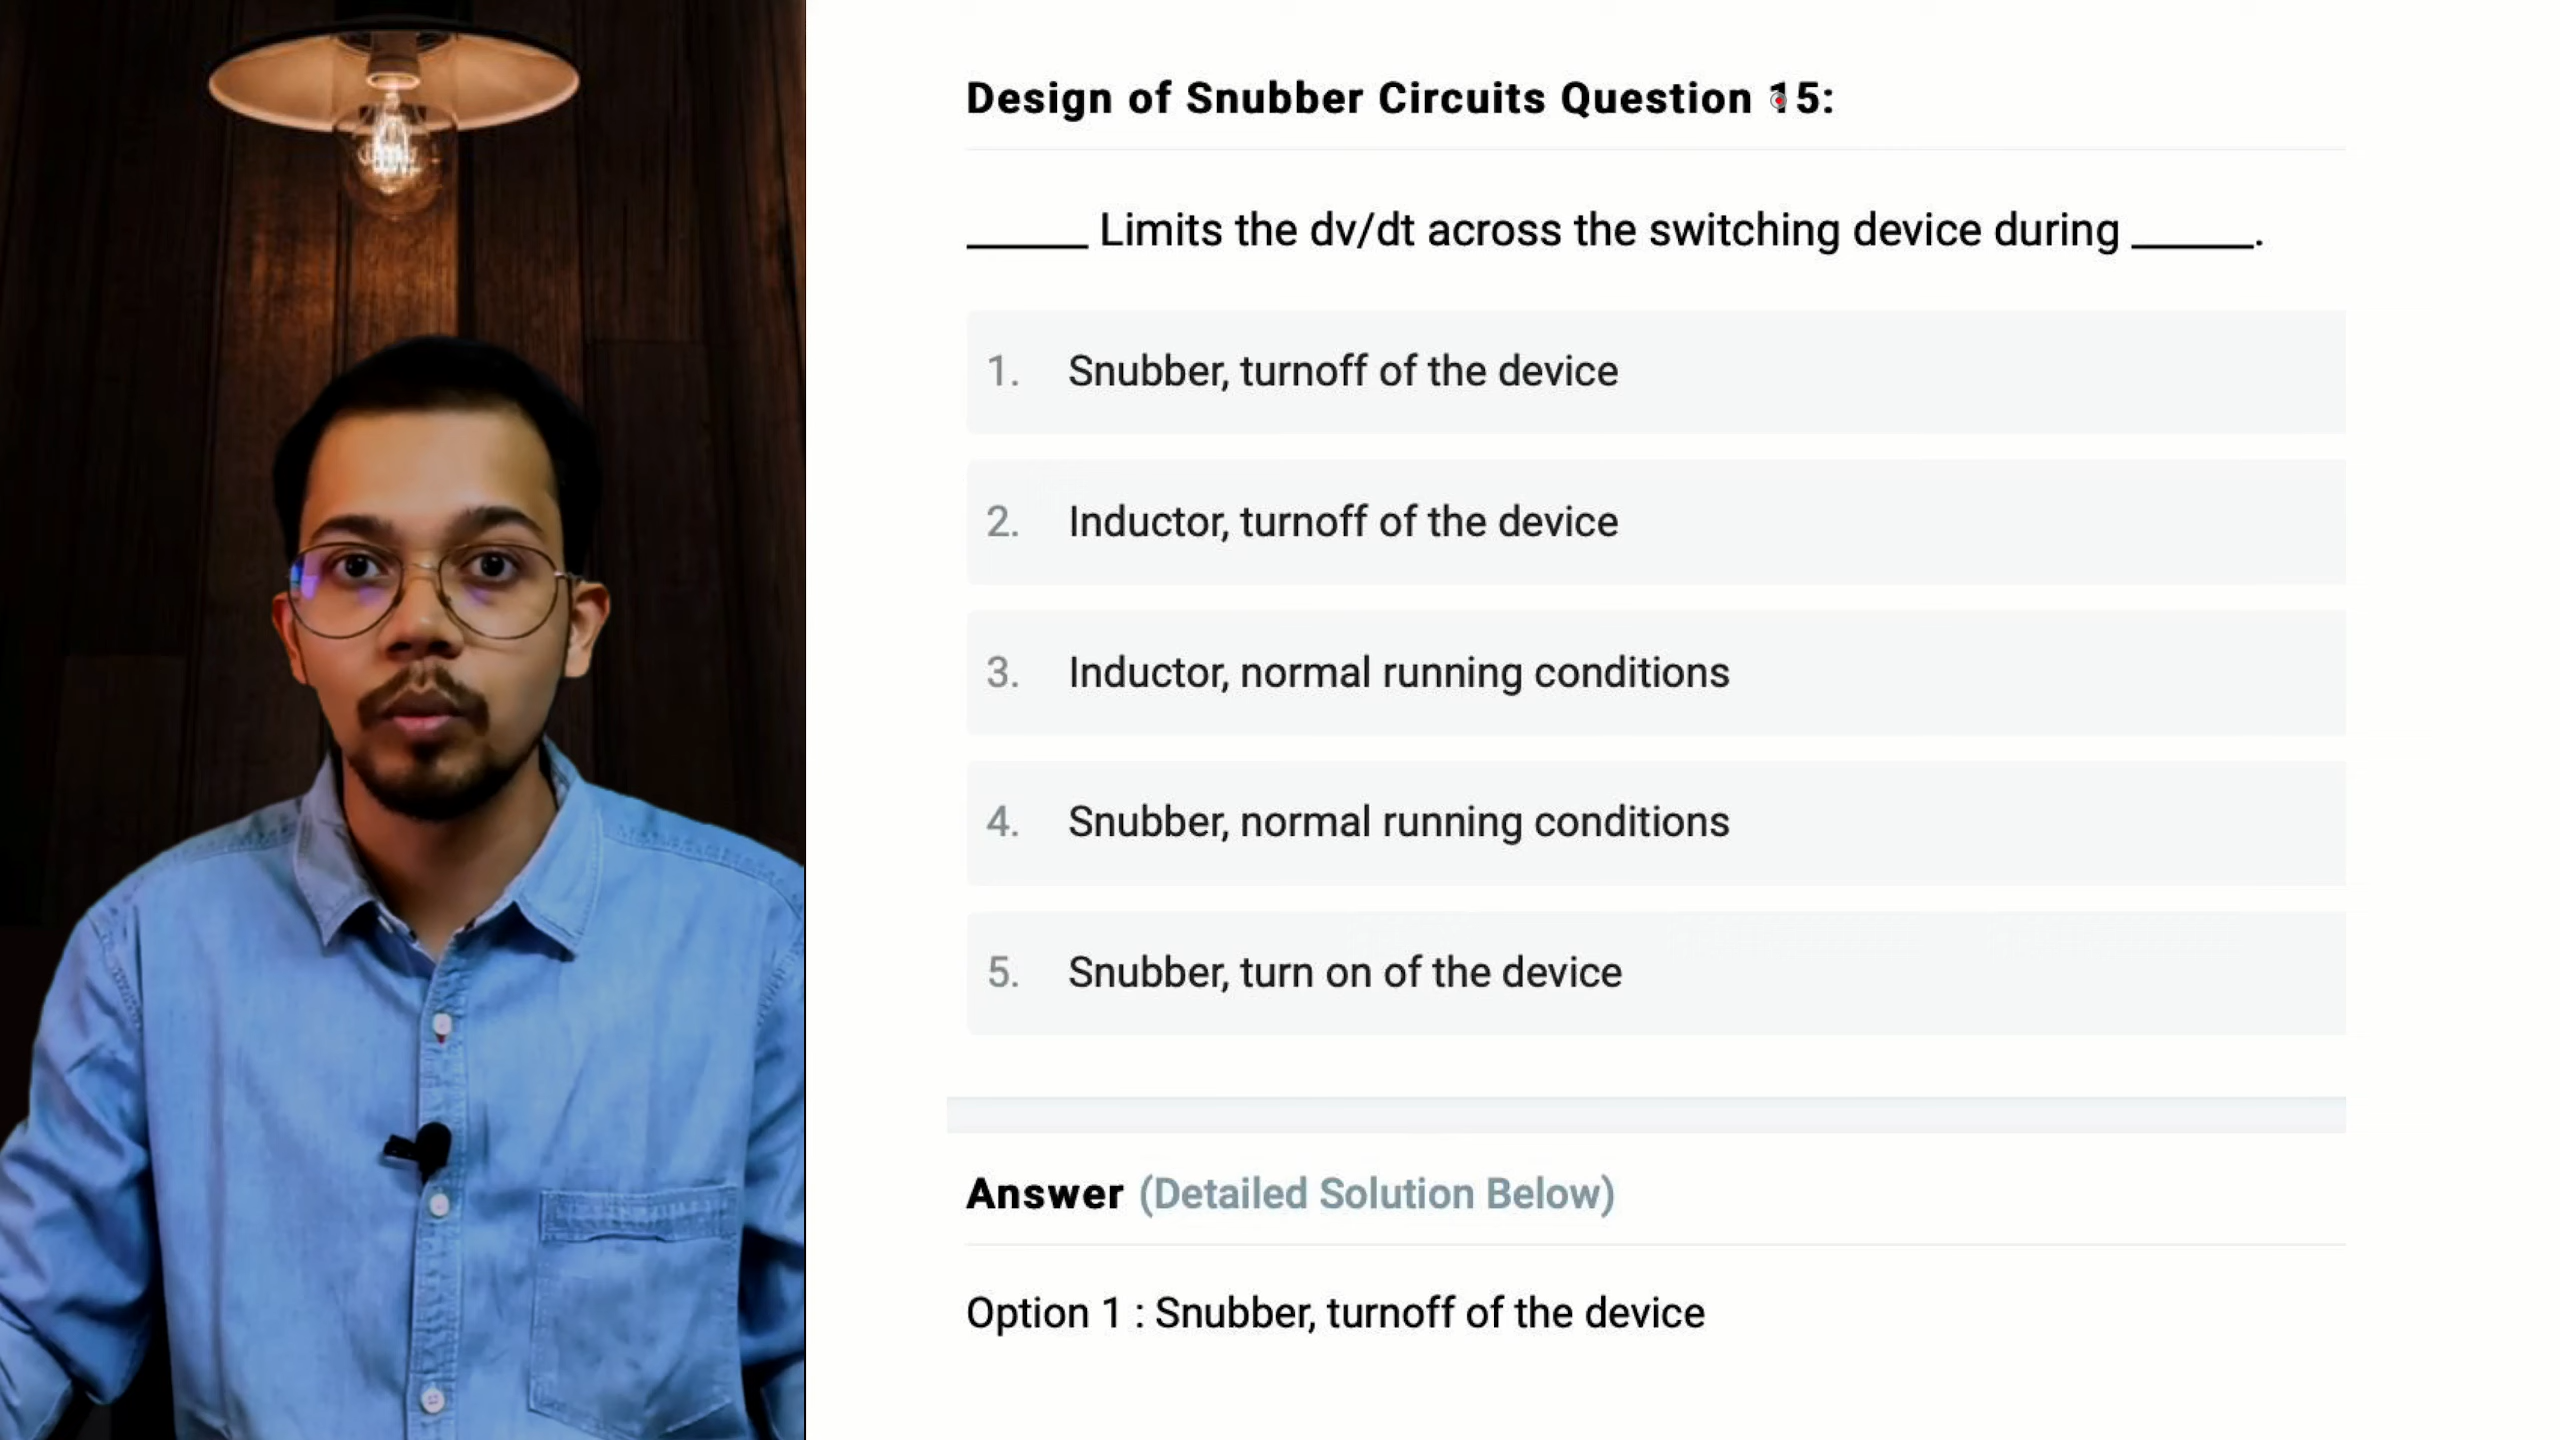 Design of Snubber Circuits Question 15:
______ Limits the dv/dt across the switching device during ______.
1. Snubber, turnoff of the device
2. Inductor, turnoff of the device
3. Inductor, normal running conditions
4. Snubber, normal running conditions
5. Snubber, turn on of the device
Answer (Detailed Solution Below)
Option 1 : Snubber, turnoff of the device